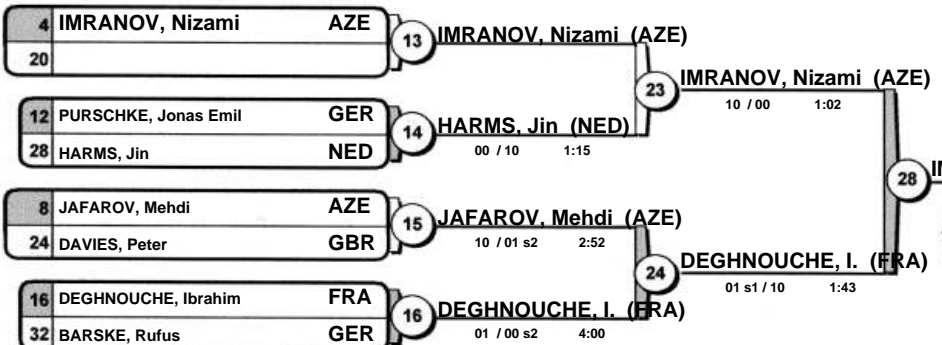 4 IMRANOV, Nizami AZE
20
13
IMRANOV, Nizami (AZE)
12 PURSCHKE, Jonas Emil GER
28 HARMS, Jin NED
14
HARMS, Jin (NED)
00 / 10 1:15
23
IMRANOV, Nizami (AZE)
10 / 00 1:02
8 JAFAROV, Mehdi AZE
24 DAVIES, Peter GBR
15
JAFAROV, Mehdi (AZE)
10 / 01 s2 2:52
16 DEGHNOUCHE, Ibrahim FRA
32 BARSKE, Rufus GER
16
DEGHNOUCHE, I. (FRA)
01 / 00 s2 4:00
24
DEGHNOUCHE, I. (FRA)
01 s1 / 10 1:43
28